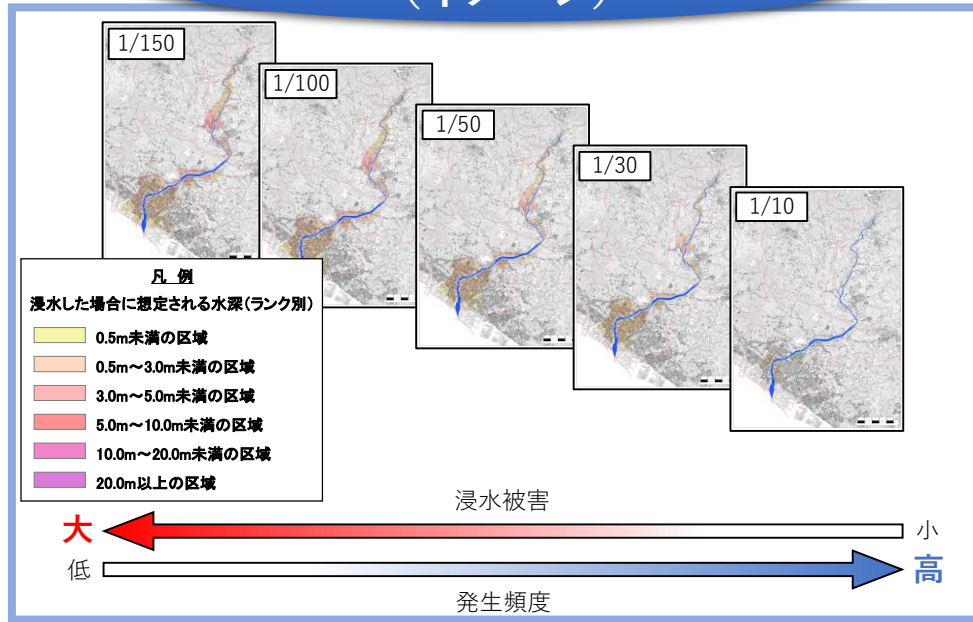 (イメージ)
1/150
1/100
1/50
1/30
1/10
凡 例
浸水した場合に想定される水深(ランク別)
0.5m未満の区域
0.5m~3.0m未満の区域
3.0m~5.0m未満の区域
5.0m~10.0m未満の区域
10.0m~20.0m未満の区域
20.0m以上の区域
浸水被害
大
小
低
高
発生頻度